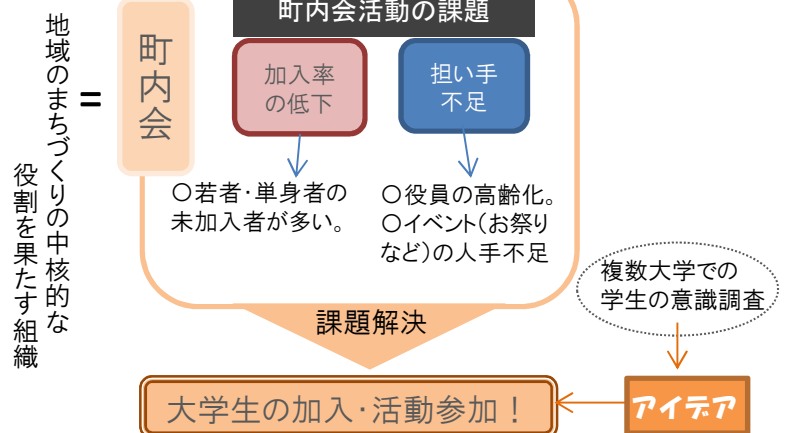 地域のまちづくりの中核的な
役割を果たす組織
=
町内会
町内会活動の課題
加入率
の低下
担い手
不足
○若者・単身者の
未加入者が多い。
○役員の高齢化。
○イベント(お祭り
など)の人手不足
課題解決
複数大学での
学生の意識調査
大学生の加入・活動参加！
アイデア